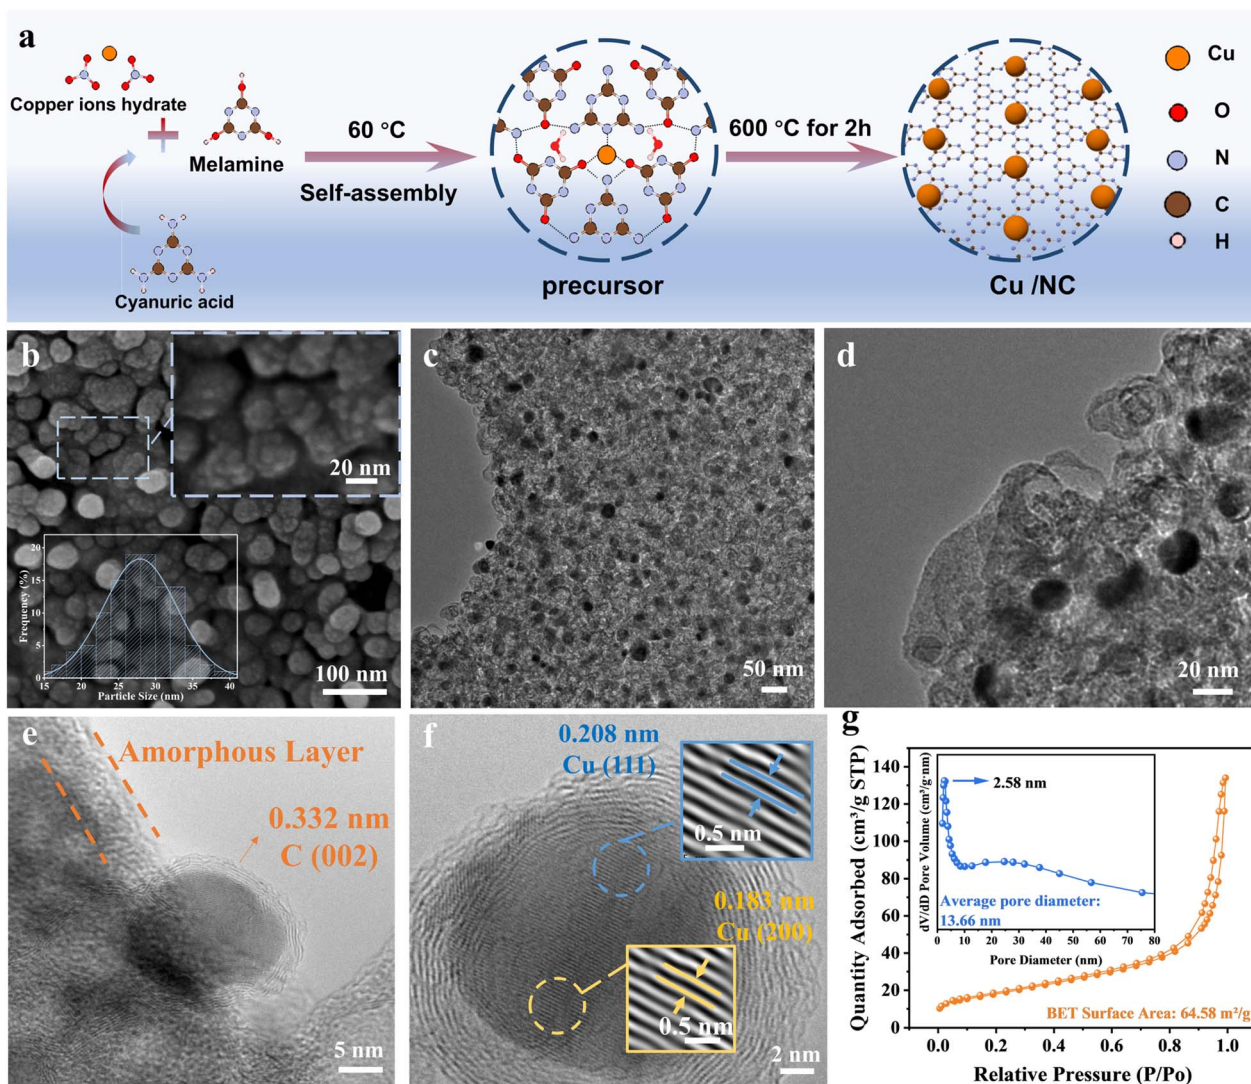 a
Copper ions hydrate
Melamine
Cyanuric acid
60 °C
Self-assembly
precursor
600 °C for 2h
Cu /NC
Cu
O
N
C
H
b
20 nm
20
15
10
5
0
Frequency (%)
15 20 25 30 35 40
Particle Size (nm)
100 nm
c
50 nm
d
20 nm
e
Amorphous Layer
0.332 nm
C (002)
5 nm
f
0.208 nm
Cu (111)
0.5 nm
0.183 nm
Cu (200)
0.5 nm
2 nm
g
Quantity Adsorbed (cm³/g STP)
140
120
100
80
60
40
20
0
dV/dD Pore Volume (cm³/g·nm)
2.58 nm
Average pore diameter:
13.66 nm
0 10 20 30 40 50 60 70 80
Pore Diameter (nm)
BET Surface Area: 64.58 m²/g
0.0 0.2 0.4 0.6 0.8 1.0
Relative Pressure (P/Po)